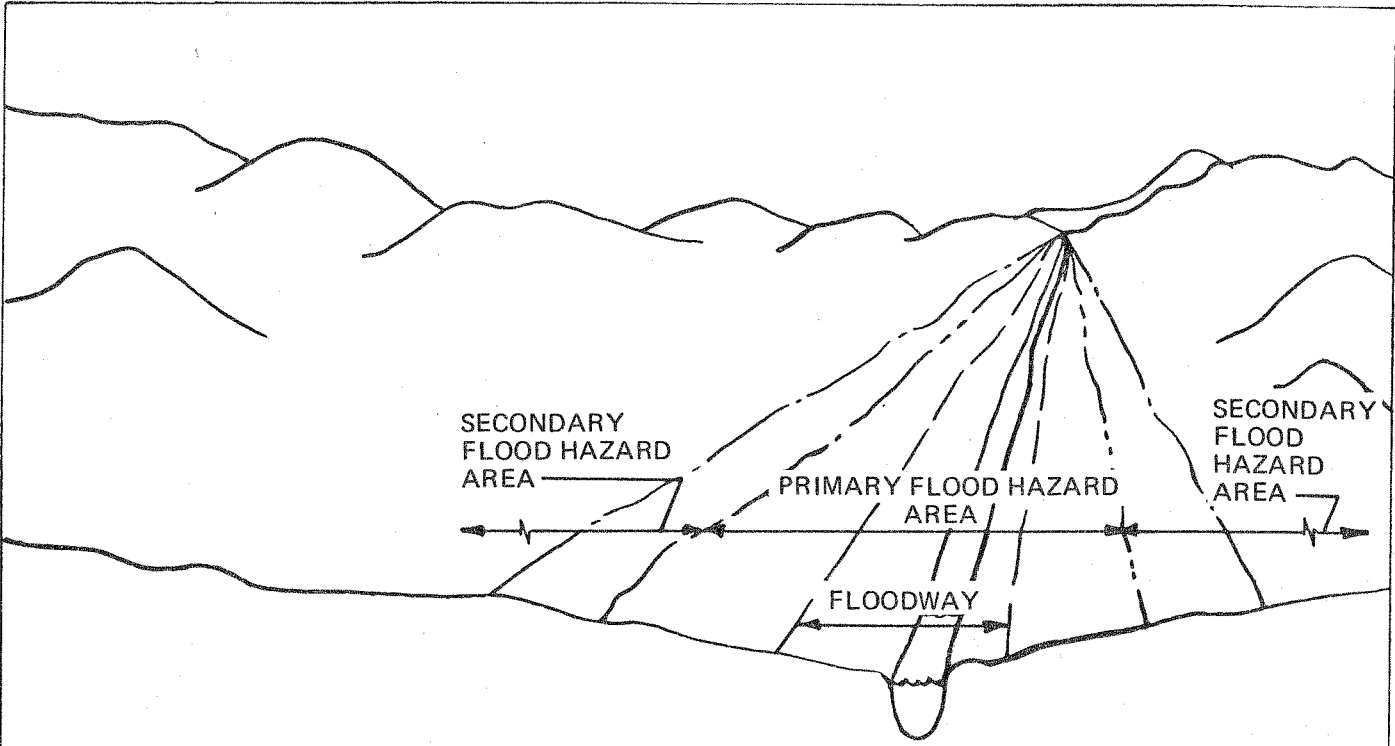 SECONDARY
FLOOD HAZARD
AREA
PRIMARY FLOOD HAZARD
AREA
SECONDARY
FLOOD
HAZARD
AREA
FLOODWAY